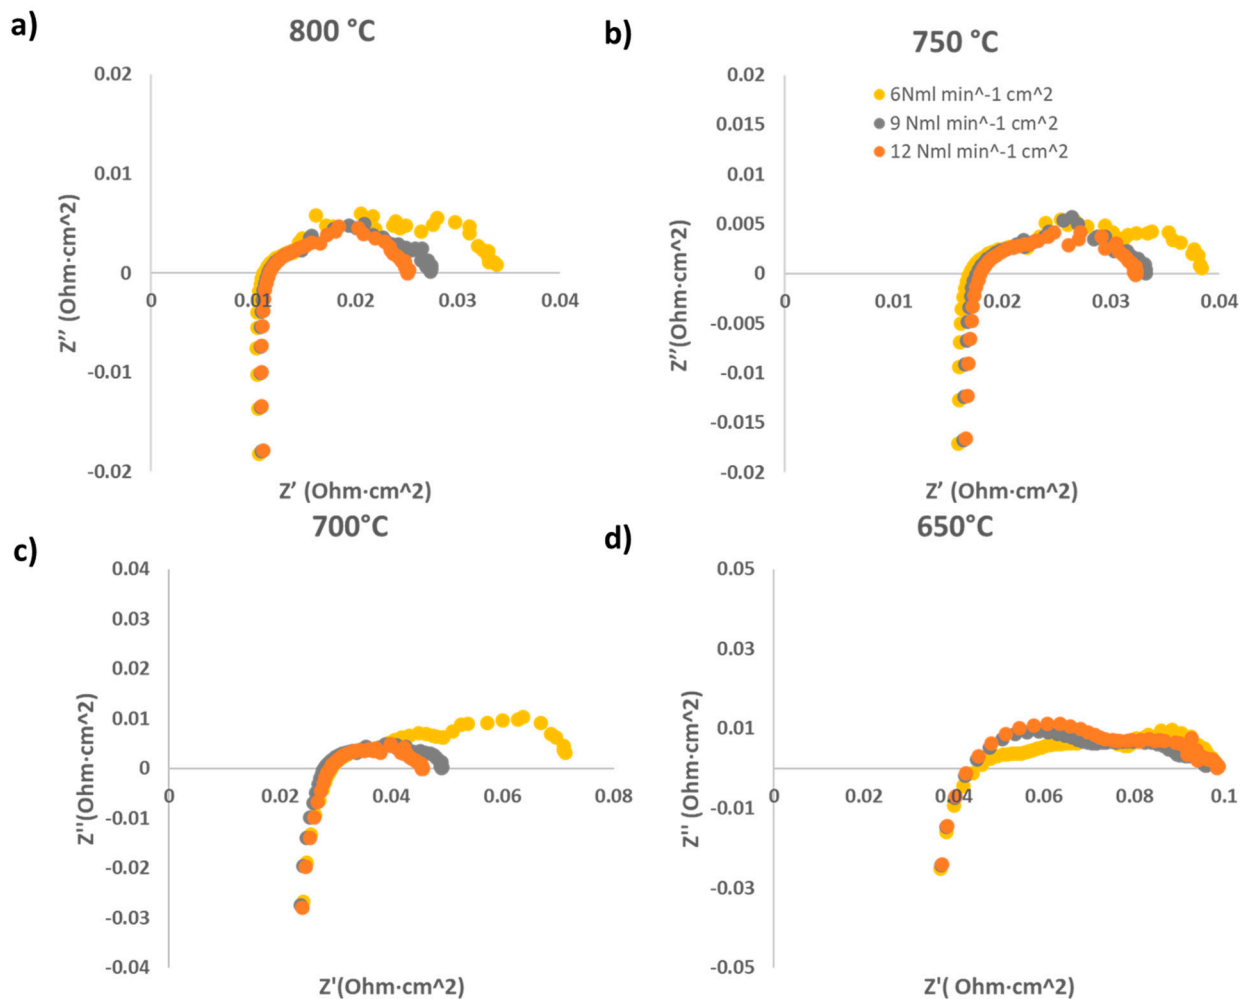 a)
800 °C
0.02
0.01
0
-0.01
-0.02
0
0.01
0.02
0.03
0.04
Z’’ (Ohm·cm^2)
Z’ (Ohm·cm^2)
b)
750 °C
6Nml min^-1 cm^2
9 Nml min^-1 cm^2
12 Nml min^-1 cm^2
0.02
0.015
0.01
0.005
0
-0.005
-0.01
-0.015
-0.02
0
0.01
0.02
0.03
0.04
Z’’(Ohm·cm^2)
Z’ (Ohm·cm^2)
c)
700°C
0.04
0.03
0.02
0.01
0
-0.01
-0.02
-0.03
-0.04
0
0.02
0.04
0.06
0.08
Z''(Ohm·cm^2)
Z'(Ohm·cm^2)
d)
650°C
0.05
0.03
0.01
-0.01
-0.03
-0.05
0
0.02
0.04
0.06
0.08
0.1
Z'' (Ohm·cm^2)
Z'( Ohm·cm^2)